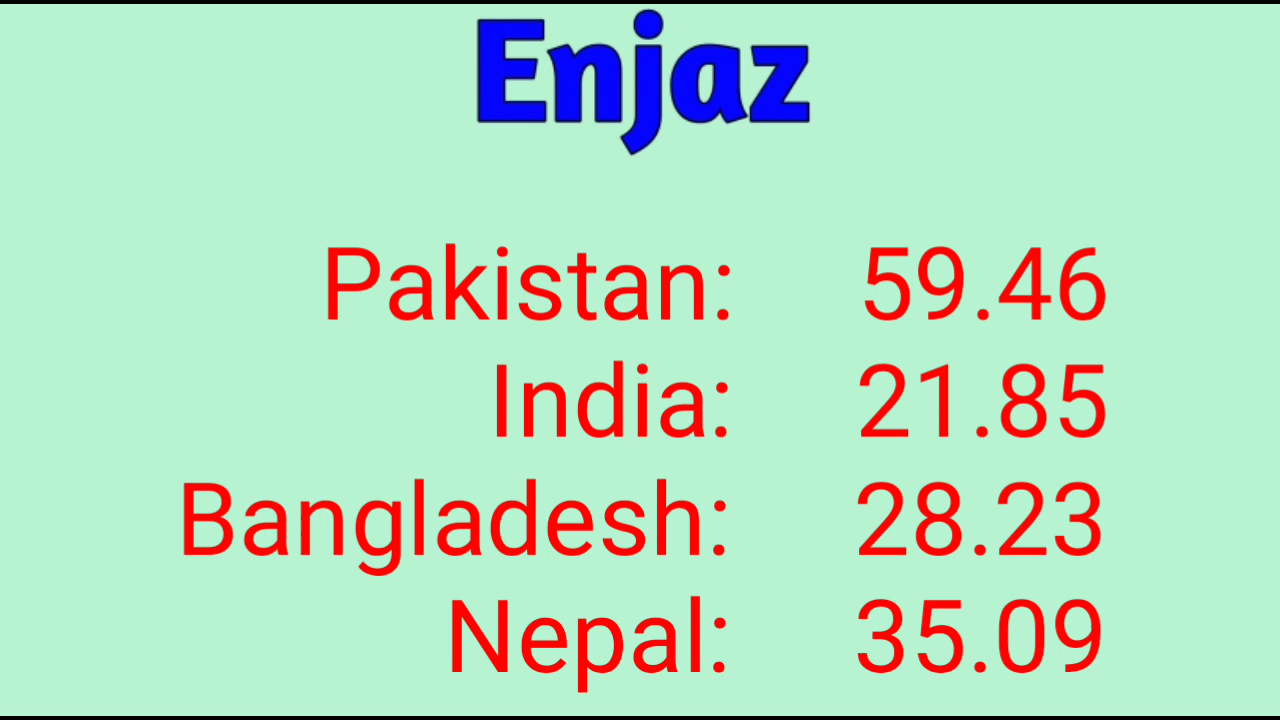 Enjaz
Pakistan: 59.46
India: 21.85
Bangladesh: 28.23
Nepal: 35.09